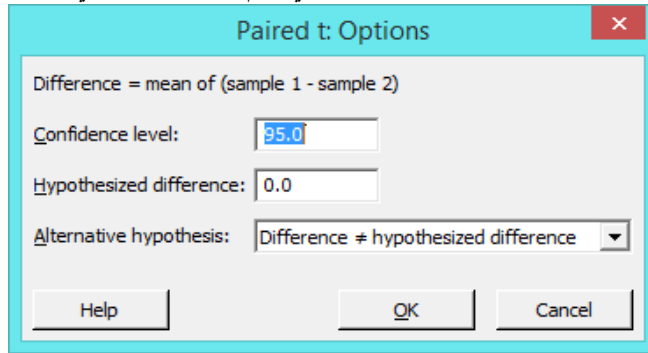 Paired t: Options
Difference = mean of (sample 1 - sample 2)
Confidence level: 95.0
Hypothesized difference: 0.0
Alternative hypothesis: Difference ≠ hypothesized difference
Help OK Cancel